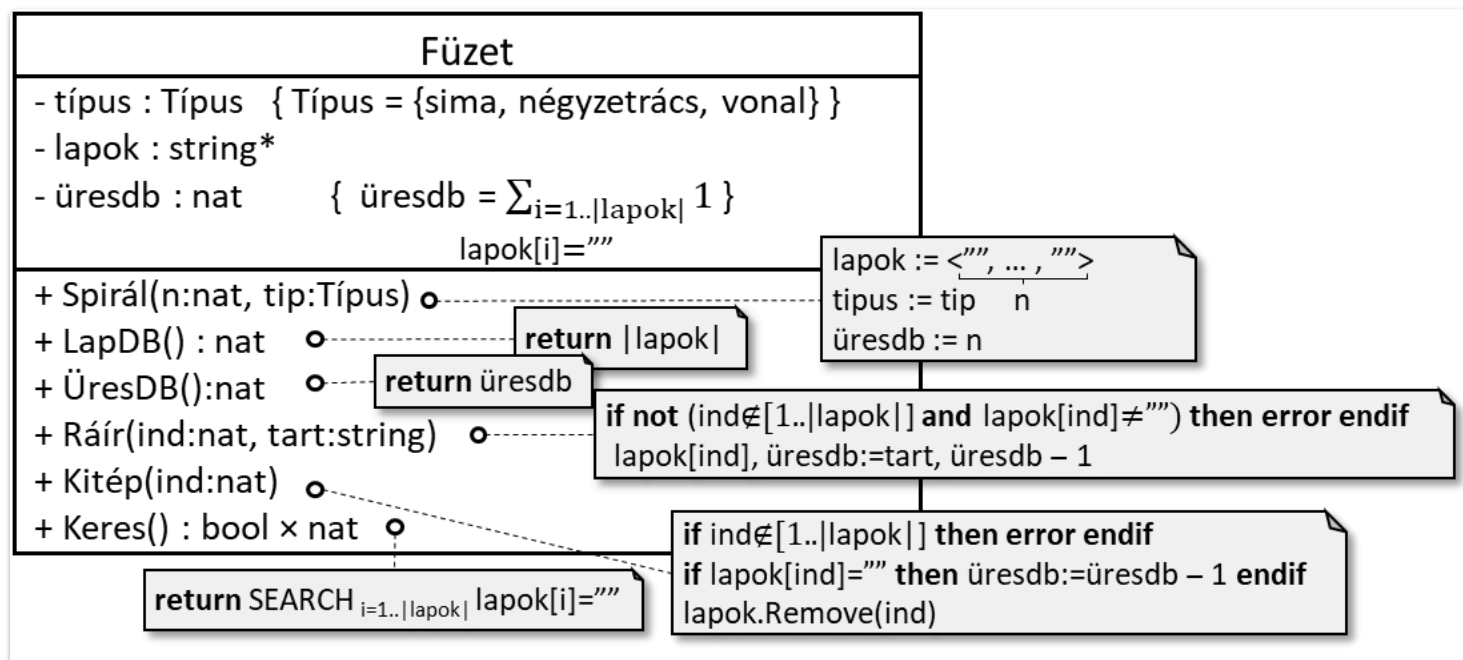 Füzet
- típus : Típus { Típus = {sima, négyzetrács, vonal} }
- lapok : string*
- üresdb : nat { üresdb = ∑i=1..|lapok| 1 }
lapok[i]=””
+ Spirál(n:nat, tip:Típus)
lapok := <””, … , ””>
tipus := tip n
üresdb := n
+ LapDB() : nat
return |lapok|
+ ÜresDB():nat
return üresdb
+ Ráír(ind:nat, tart:string)
if not (ind∉[1..|lapok|] and lapok[ind]≠””) then error endif
lapok[ind], üresdb:=tart, üresdb – 1
+ Kitép(ind:nat)
if ind∉[1..|lapok|] then error endif
if lapok[ind]=”” then üresdb:=üresdb – 1 endif
lapok.Remove(ind)
+ Keres() : bool × nat
return SEARCH i=1..|lapok| lapok[i]=””